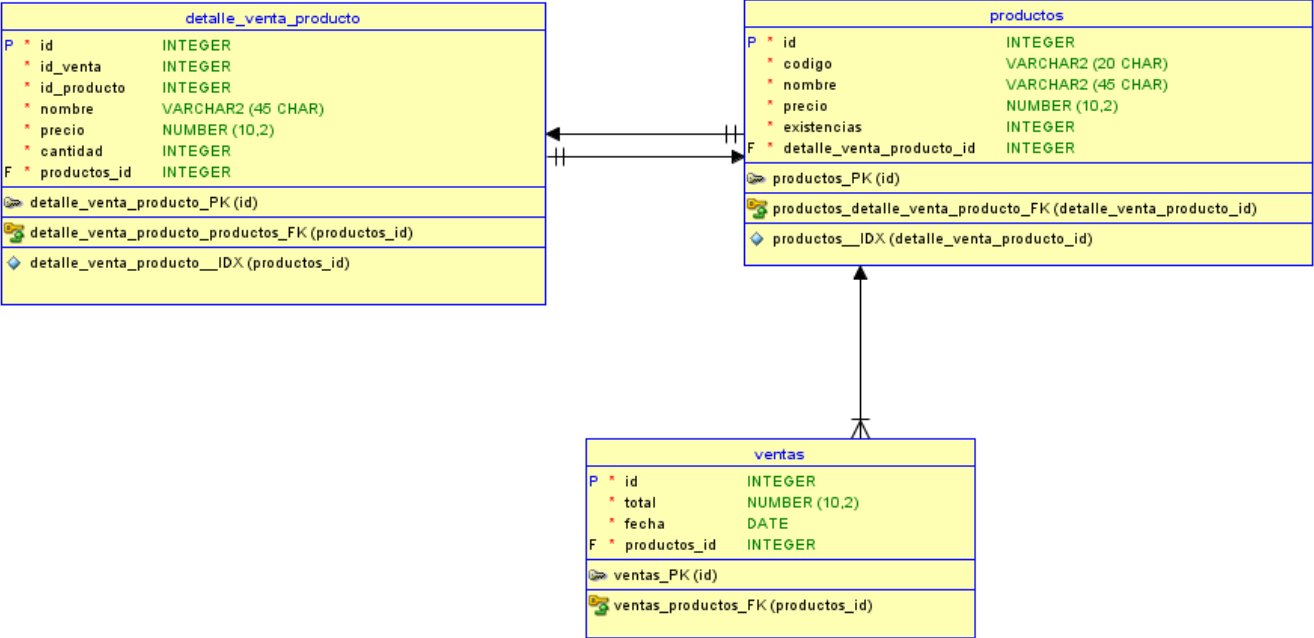 detalle_venta_producto
P * id INTEGER
* id_venta INTEGER
* id_producto INTEGER
* nombre VARCHAR2 (45 CHAR)
* precio NUMBER (10,2)
* cantidad INTEGER
F * productos_id INTEGER
detalle_venta_producto_PK (id)
detalle_venta_producto_productos_FK (productos_id)
detalle_venta_producto__IDX (productos_id)
productos
P * id INTEGER
* codigo VARCHAR2 (20 CHAR)
* nombre VARCHAR2 (45 CHAR)
* precio NUMBER (10,2)
* existencias INTEGER
F * detalle_venta_producto_id INTEGER
productos_PK (id)
productos_detalle_venta_producto_FK (detalle_venta_producto_id)
productos__IDX (detalle_venta_producto_id)
ventas
P * id INTEGER
* total NUMBER (10,2)
* fecha DATE
F * productos_id INTEGER
ventas_PK (id)
ventas_productos_FK (productos_id)